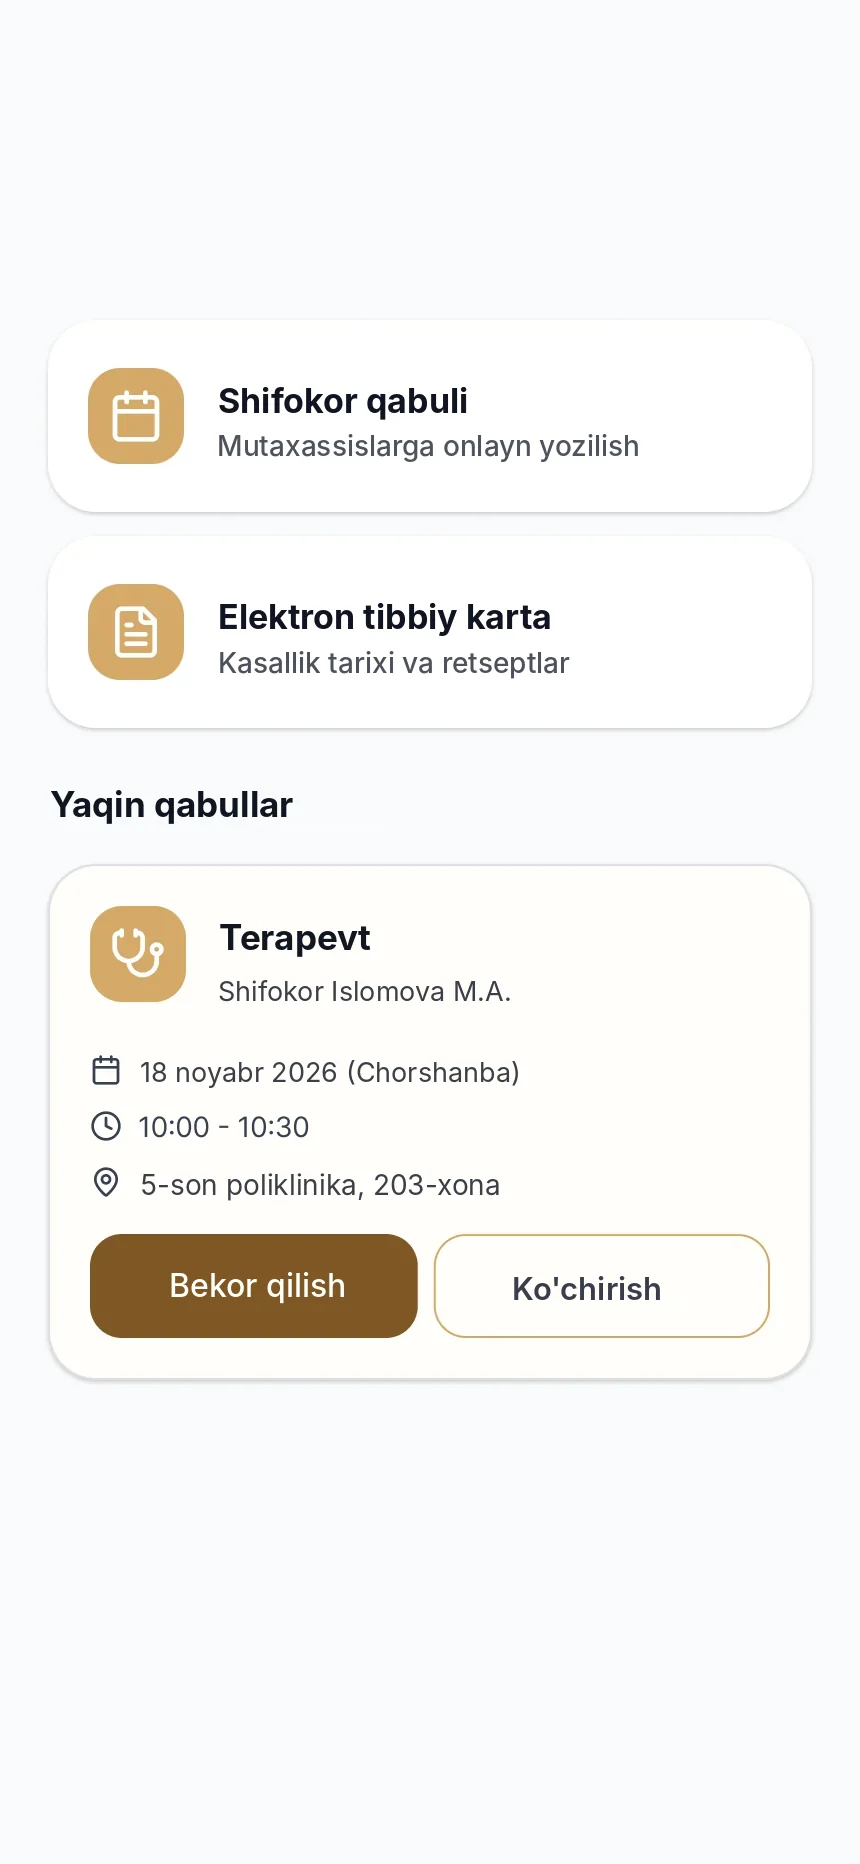 Shifokor qabuli
Mutaxassislarga onlayn yozilish
Elektron tibbiy karta
Kasallik tarixi va retseptlar
Yaqin qabullar
Terapevt
Shifokor Islomova M.A.
18 noyabr 2026 (Chorshanba)
10:00 - 10:30
5-son poliklinika, 203-xona
Bekor qilish
Ko'chirish